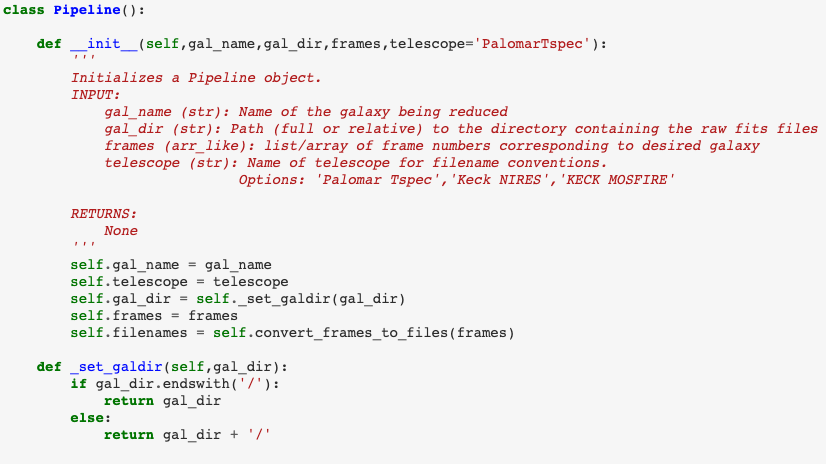 class Pipeline():
    def __init__(self,gal_name,gal_dir,frames,telescope='PalomarTspec'):
        '''
        Initializes a Pipeline object.
        INPUT:
            gal_name (str): Name of the galaxy being reduced
            gal_dir (str): Path (full or relative) to the directory containing the raw fits files
            frames (arr_like): list/array of frame numbers corresponding to desired galaxy
            telescope (str): Name of telescope for filename conventions.
                            Options: 'Palomar Tspec','Keck NIRES','KECK MOSFIRE'
        RETURNS:
            None
        '''
        self.gal_name = gal_name
        self.telescope = telescope
        self.gal_dir = self._set_galdir(gal_dir)
        self.frames = frames
        self.filenames = self.convert_frames_to_files(frames)
    def _set_galdir(self,gal_dir):
        if gal_dir.endswith('/'):
            return gal_dir
        else:
            return gal_dir + '/'